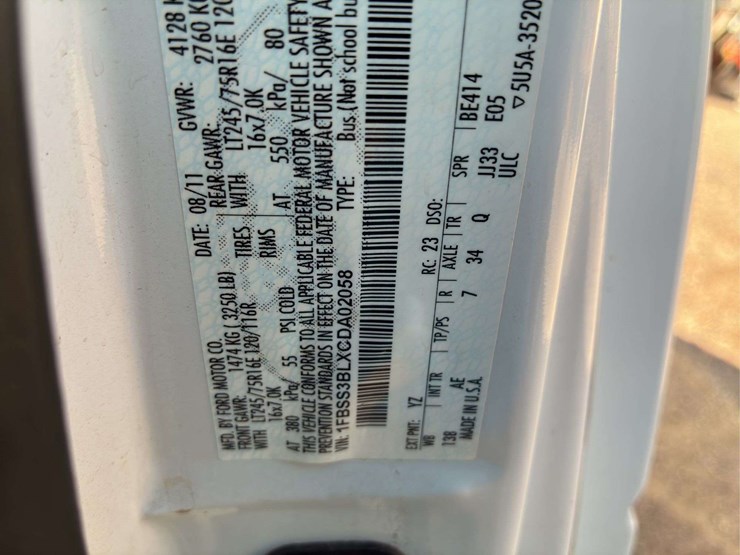 MFD. BY FORD MOTOR CO.
DATE: 08/11 GVWR: 4128 K
FRONT GAWR: 1474 KG ( 3250 LB) REAR GAWR: 2760 KG
WITH LT245/75R16E 120/116R TIRES WITH LT245/75R16E 120
16x7.0K RIMS 16x7.0K
AT 380 kPa/ 55 PSI COLD AT 550 kPa/ 80
THIS VEHICLE CONFORMS TO ALL APPLICABLE FEDERAL MOTOR VEHICLE SAFETY
PREVENTION STANDARDS IN EFFECT ON THE DATE OF MANUFACTURE SHOWN A
VIN: 1FBSS3BLXCDA02058 TYPE: Bus (Not school bu
EXT PNT: YZ RC: 23 DSO:
WB INT TR TP/PS R AXLE TR SPR BE414
138 AE 7 34 Q JJ33 E05
MADE IN U.S.A. ULC ▽5U5A-3520